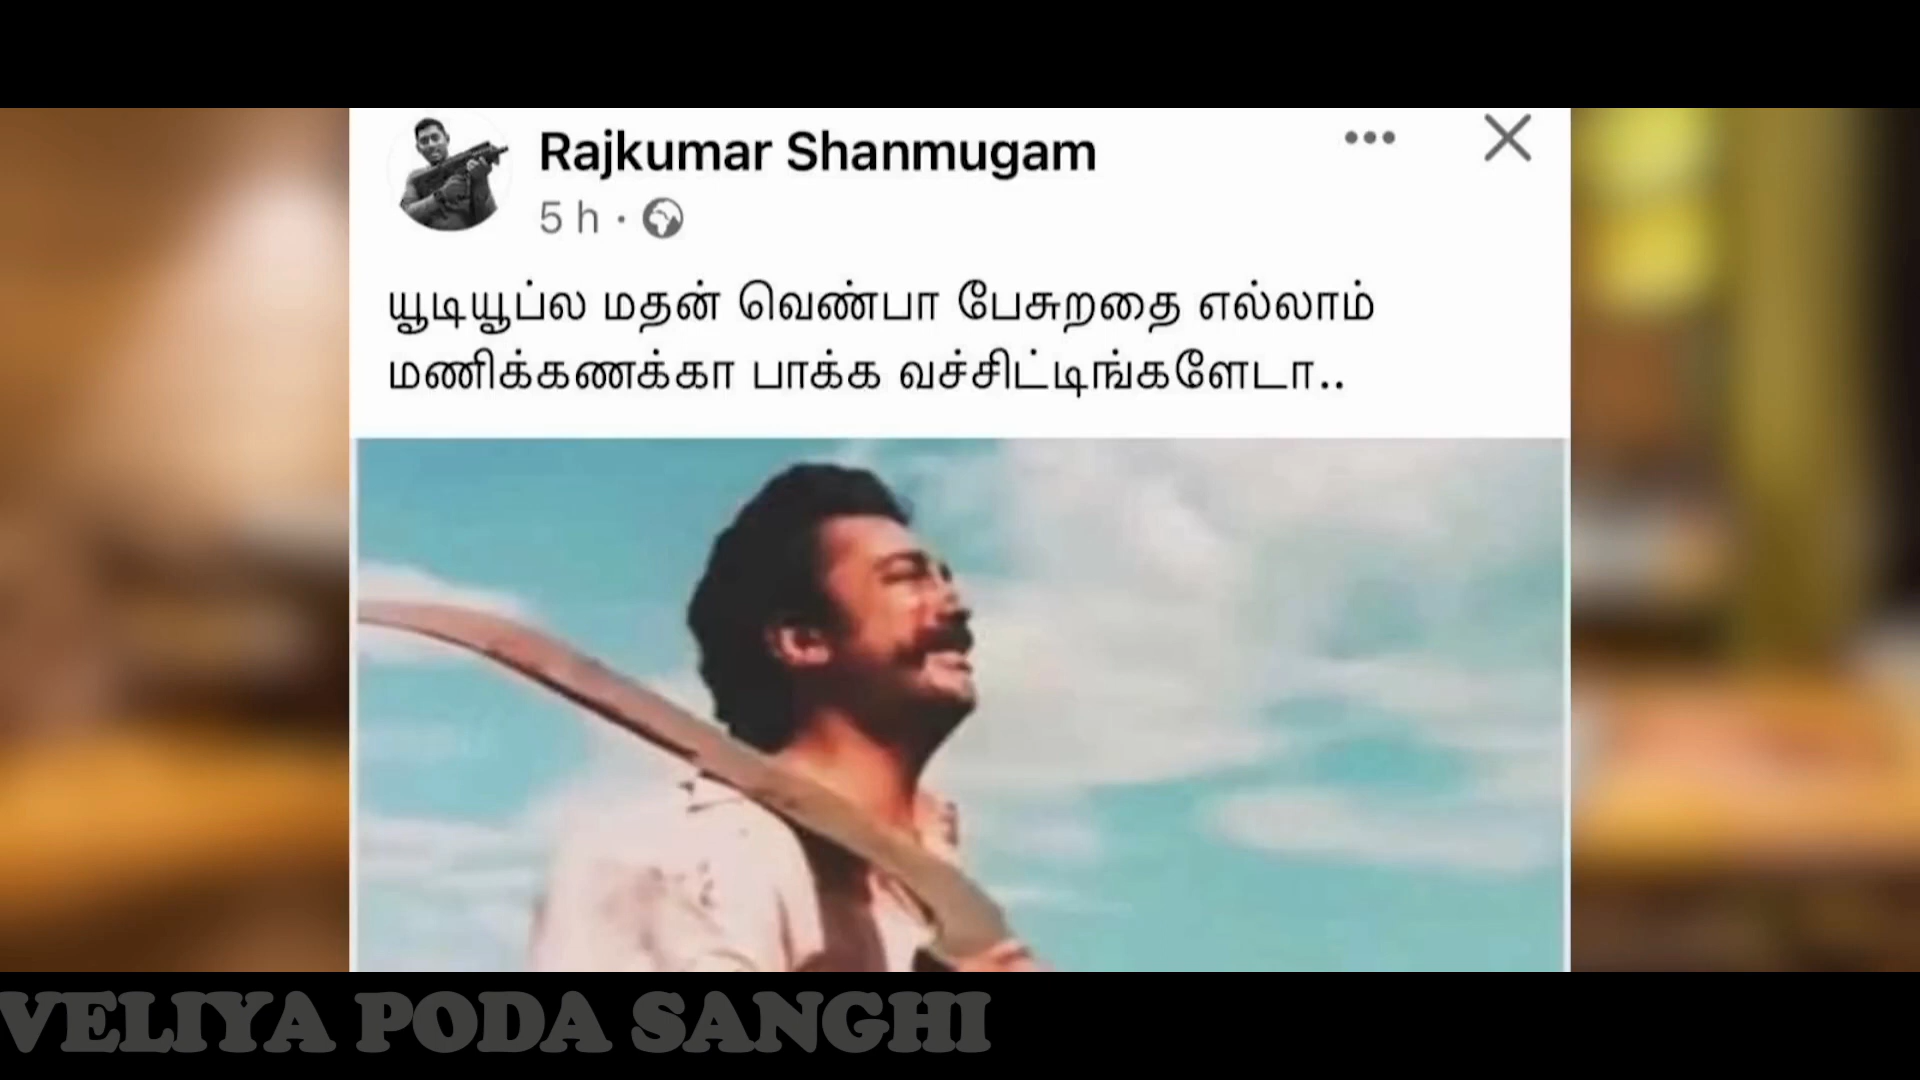 Rajkumar Shanmugam
5 h ·
யூடியூப்ல மதன் வெண்பா பேசுறதை எல்லாம்
மணிக்கணக்கா பாக்க வச்சிட்டிங்களேடா..
VELIYA PODA SANGHI